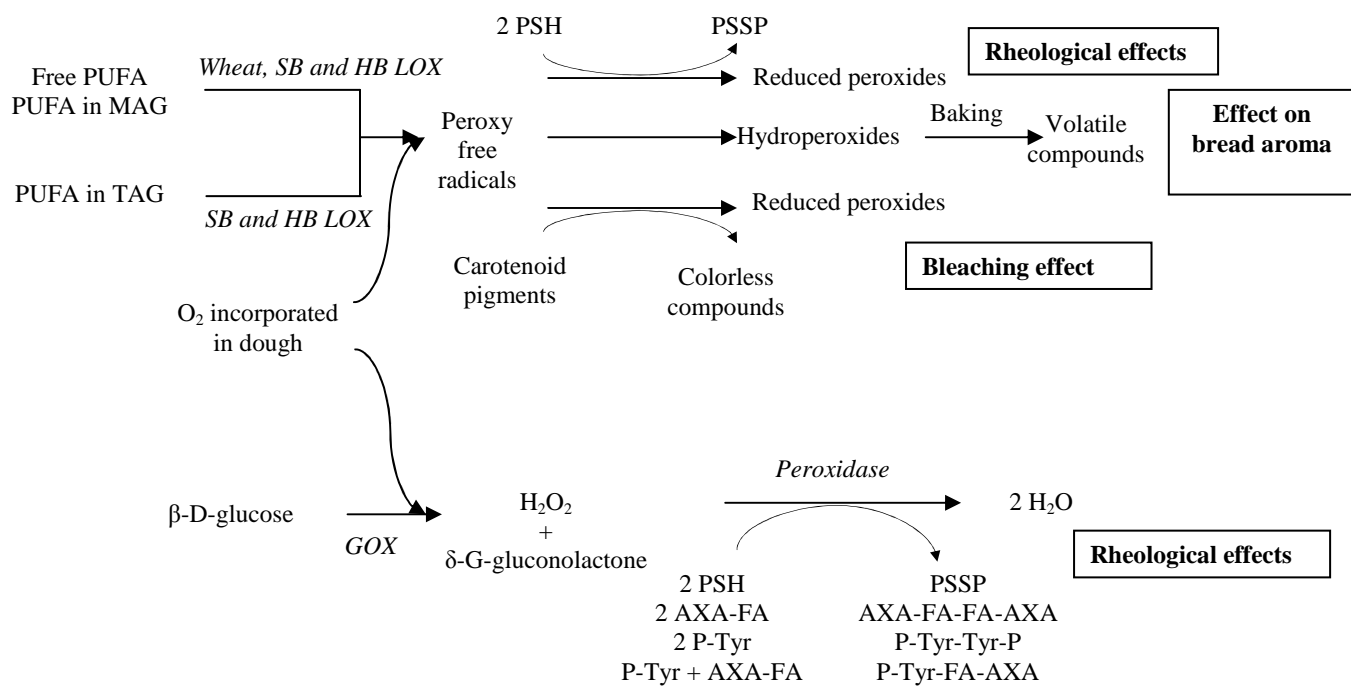 2 PSH
PSSP
Rheological effects
Free PUFA
PUFA in MAG
Wheat, SB and HB LOX
Reduced peroxides
Peroxy
free
radicals
Hydroperoxides
Baking
Volatile
compounds
Effect on
bread aroma
PUFA in TAG
SB and HB LOX
Reduced peroxides
Carotenoid
pigments
Colorless
compounds
Bleaching effect
O₂ incorporated
in dough
β-D-glucose
GOX
H₂O₂
+
δ-G-gluconolactone
Peroxidase
2 H₂O
Rheological effects
2 PSH
2 AXA-FA
2 P-Tyr
P-Tyr + AXA-FA
PSSP
AXA-FA-FA-AXA
P-Tyr-Tyr-P
P-Tyr-FA-AXA